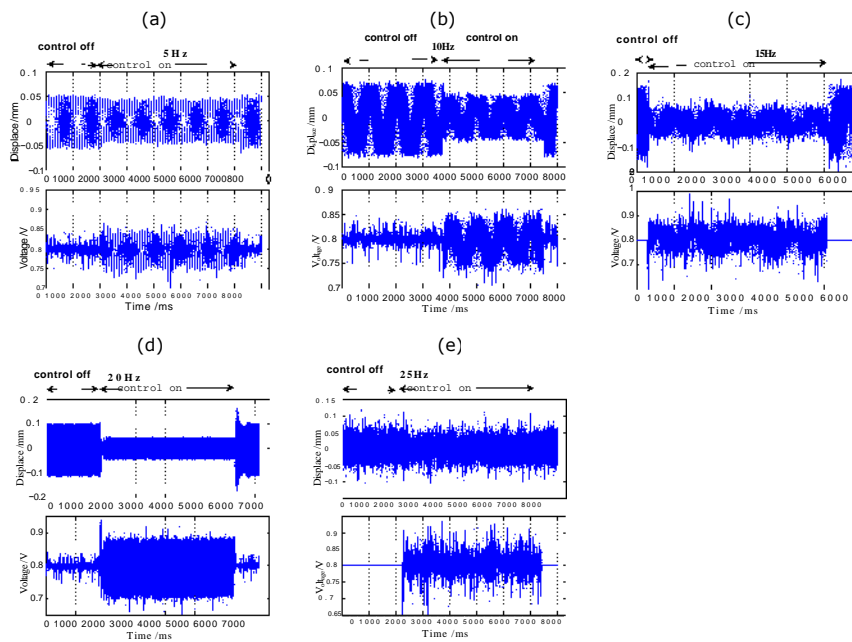 (a)
control off
5Hz
control on
0.1
0.05
0
−0.05
−0.1
Displace/mm
0 1000 2000 3000 4000 5000 6000 7000 8000
0.95
0.85
0.8
0.75
0.7
Voltage/V
0 1000 2000 3000 4000 5000 6000 7000 8000
Time /ms
(b)
control off
control on
10Hz
0.1
0.05
0
−0.05
−0.1
/mm
0 1000 2000 3000 4000 5000 6000 7000 8000
0.9
0.85
0.8
0.75
0.7
Voltage/V
0 1000 2000 3000 4000 5000 6000 7000 8000
Time /ms
(c)
control off
15Hz
control on
0.2
0.1
0
−0.1
Displace/mm
0 1000 2000 3000 4000 5000 6000
1
0.9
0.8
0.7
Voltage/V
0 1000 2000 3000 4000 5000 6000
Time /ms
(d)
control off
20Hz
control on
0.2
0.1
0
−0.1
−0.2
Displace/mm
0 1000 2000 3000 4000 5000 6000 7000
0.9
0.8
0.7
Voltage/V
0 1000 2000 3000 4000 5000 6000 7000
Time /ms
(e)
control off
25Hz
control on
0.15
0.1
0.05
0
−0.05
−0.1
Displace/mm
0 1000 2000 3000 4000 5000 6000 7000 8000
0.9
0.85
0.8
0.75
0.7
0.65
Voltage/V
0 1000 2000 3000 4000 5000 6000 7000 8000
Time /ms